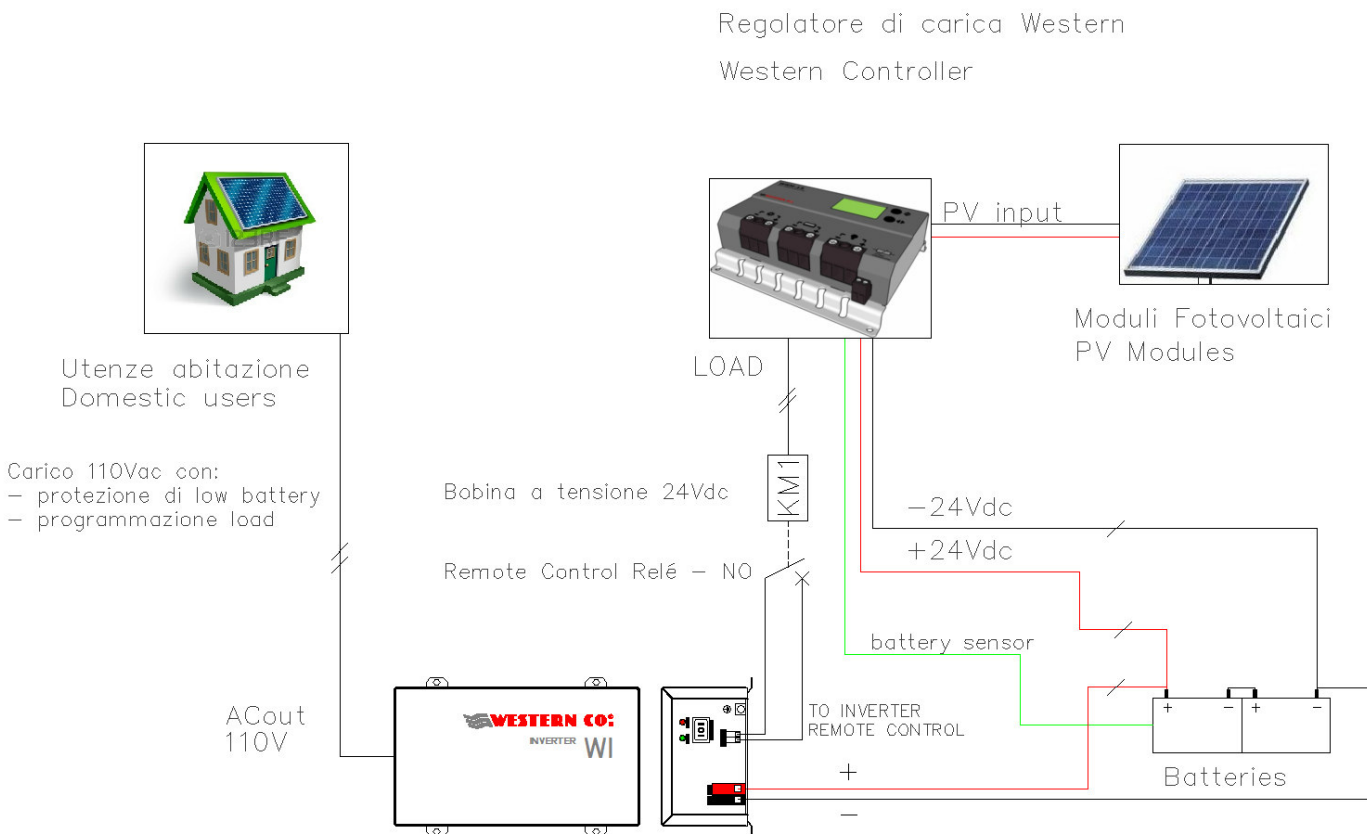 Regolatore di carica Western
Western Controller
PV input
Moduli Fotovoltaici
PV Modules
LOAD
Utenze abitazione
Domestic users
Carico 110Vac con:
– protezione di low battery
– programmazione load
Bobina a tensione 24Vdc
KM1
Remote Control Relé – NO
–24Vdc
+24Vdc
battery sensor
ACout
110V
WESTERN CO:
INVERTER WI
TO INVERTER
REMOTE CONTROL
+ – + –
Batteries
+
–